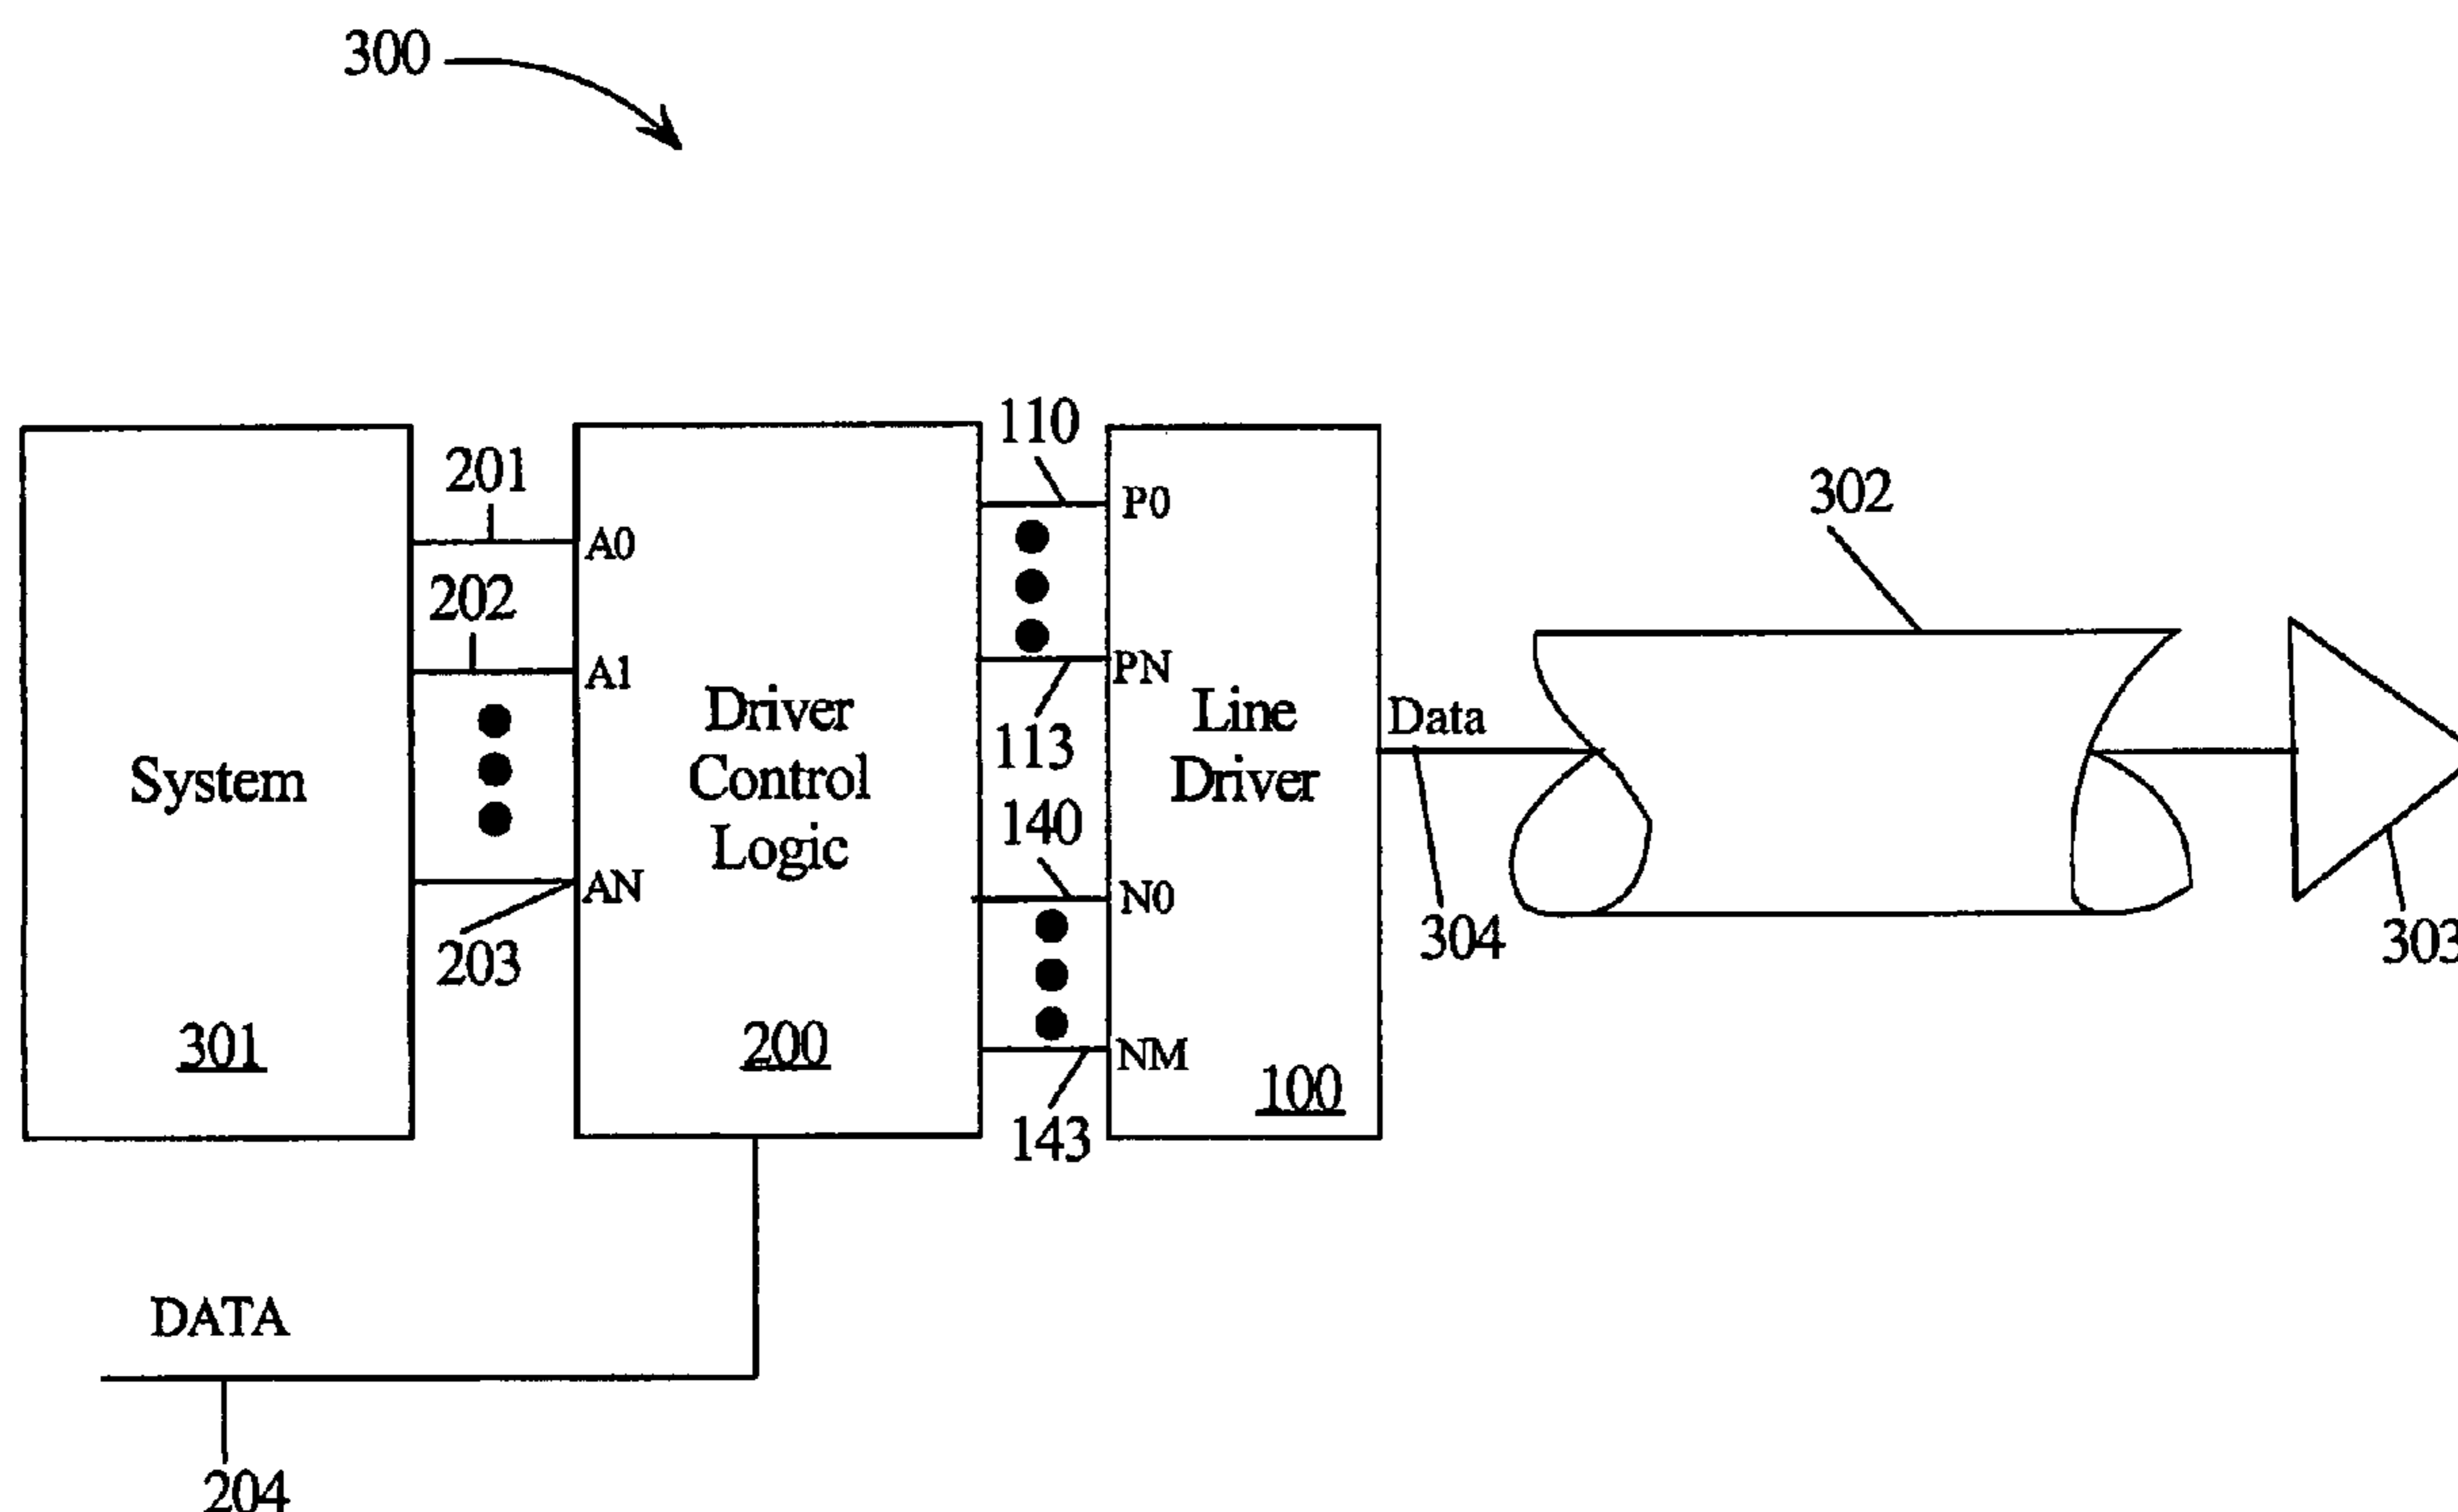 300
110
201
P0
302
A0
202
A1
PN
Driver
Control
Logic
Line
Driver
Data
113
System
140
AN
N0
203
304
303
301
200
NM
100
143
DATA
204